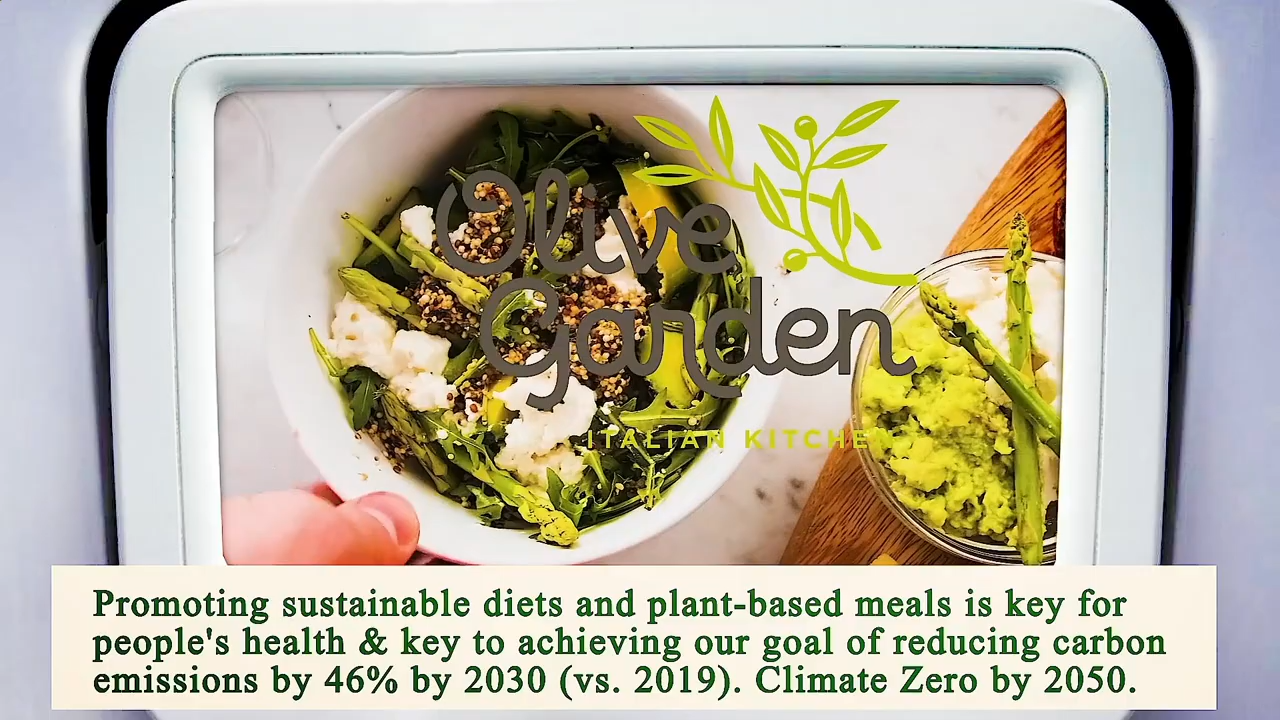 Olive
Garden
ITALIAN KITCHEN
Promoting sustainable diets and plant-based meals is key for
people's health & key to achieving our goal of reducing carbon
emissions by 46% by 2030 (vs. 2019). Climate Zero by 2050.